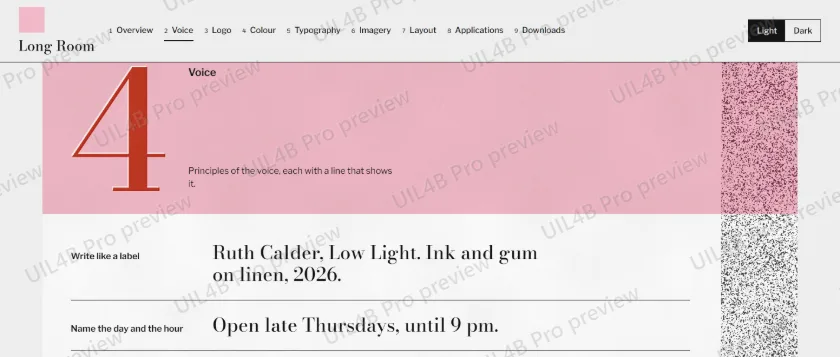 Long Room
1 Overview 2 Voice 3 Logo 4 Colour 5 Typography 6 Imagery 7 Layout 8 Applications 9 Downloads
Light Dark
4
Voice
Principles of the voice, each with a line that shows
it.
Write like a label
Ruth Calder, Low Light. Ink and gum
on linen, 2026.
Name the day and the hour
Open late Thursdays, until 9 pm.
UIL4B Pro preview